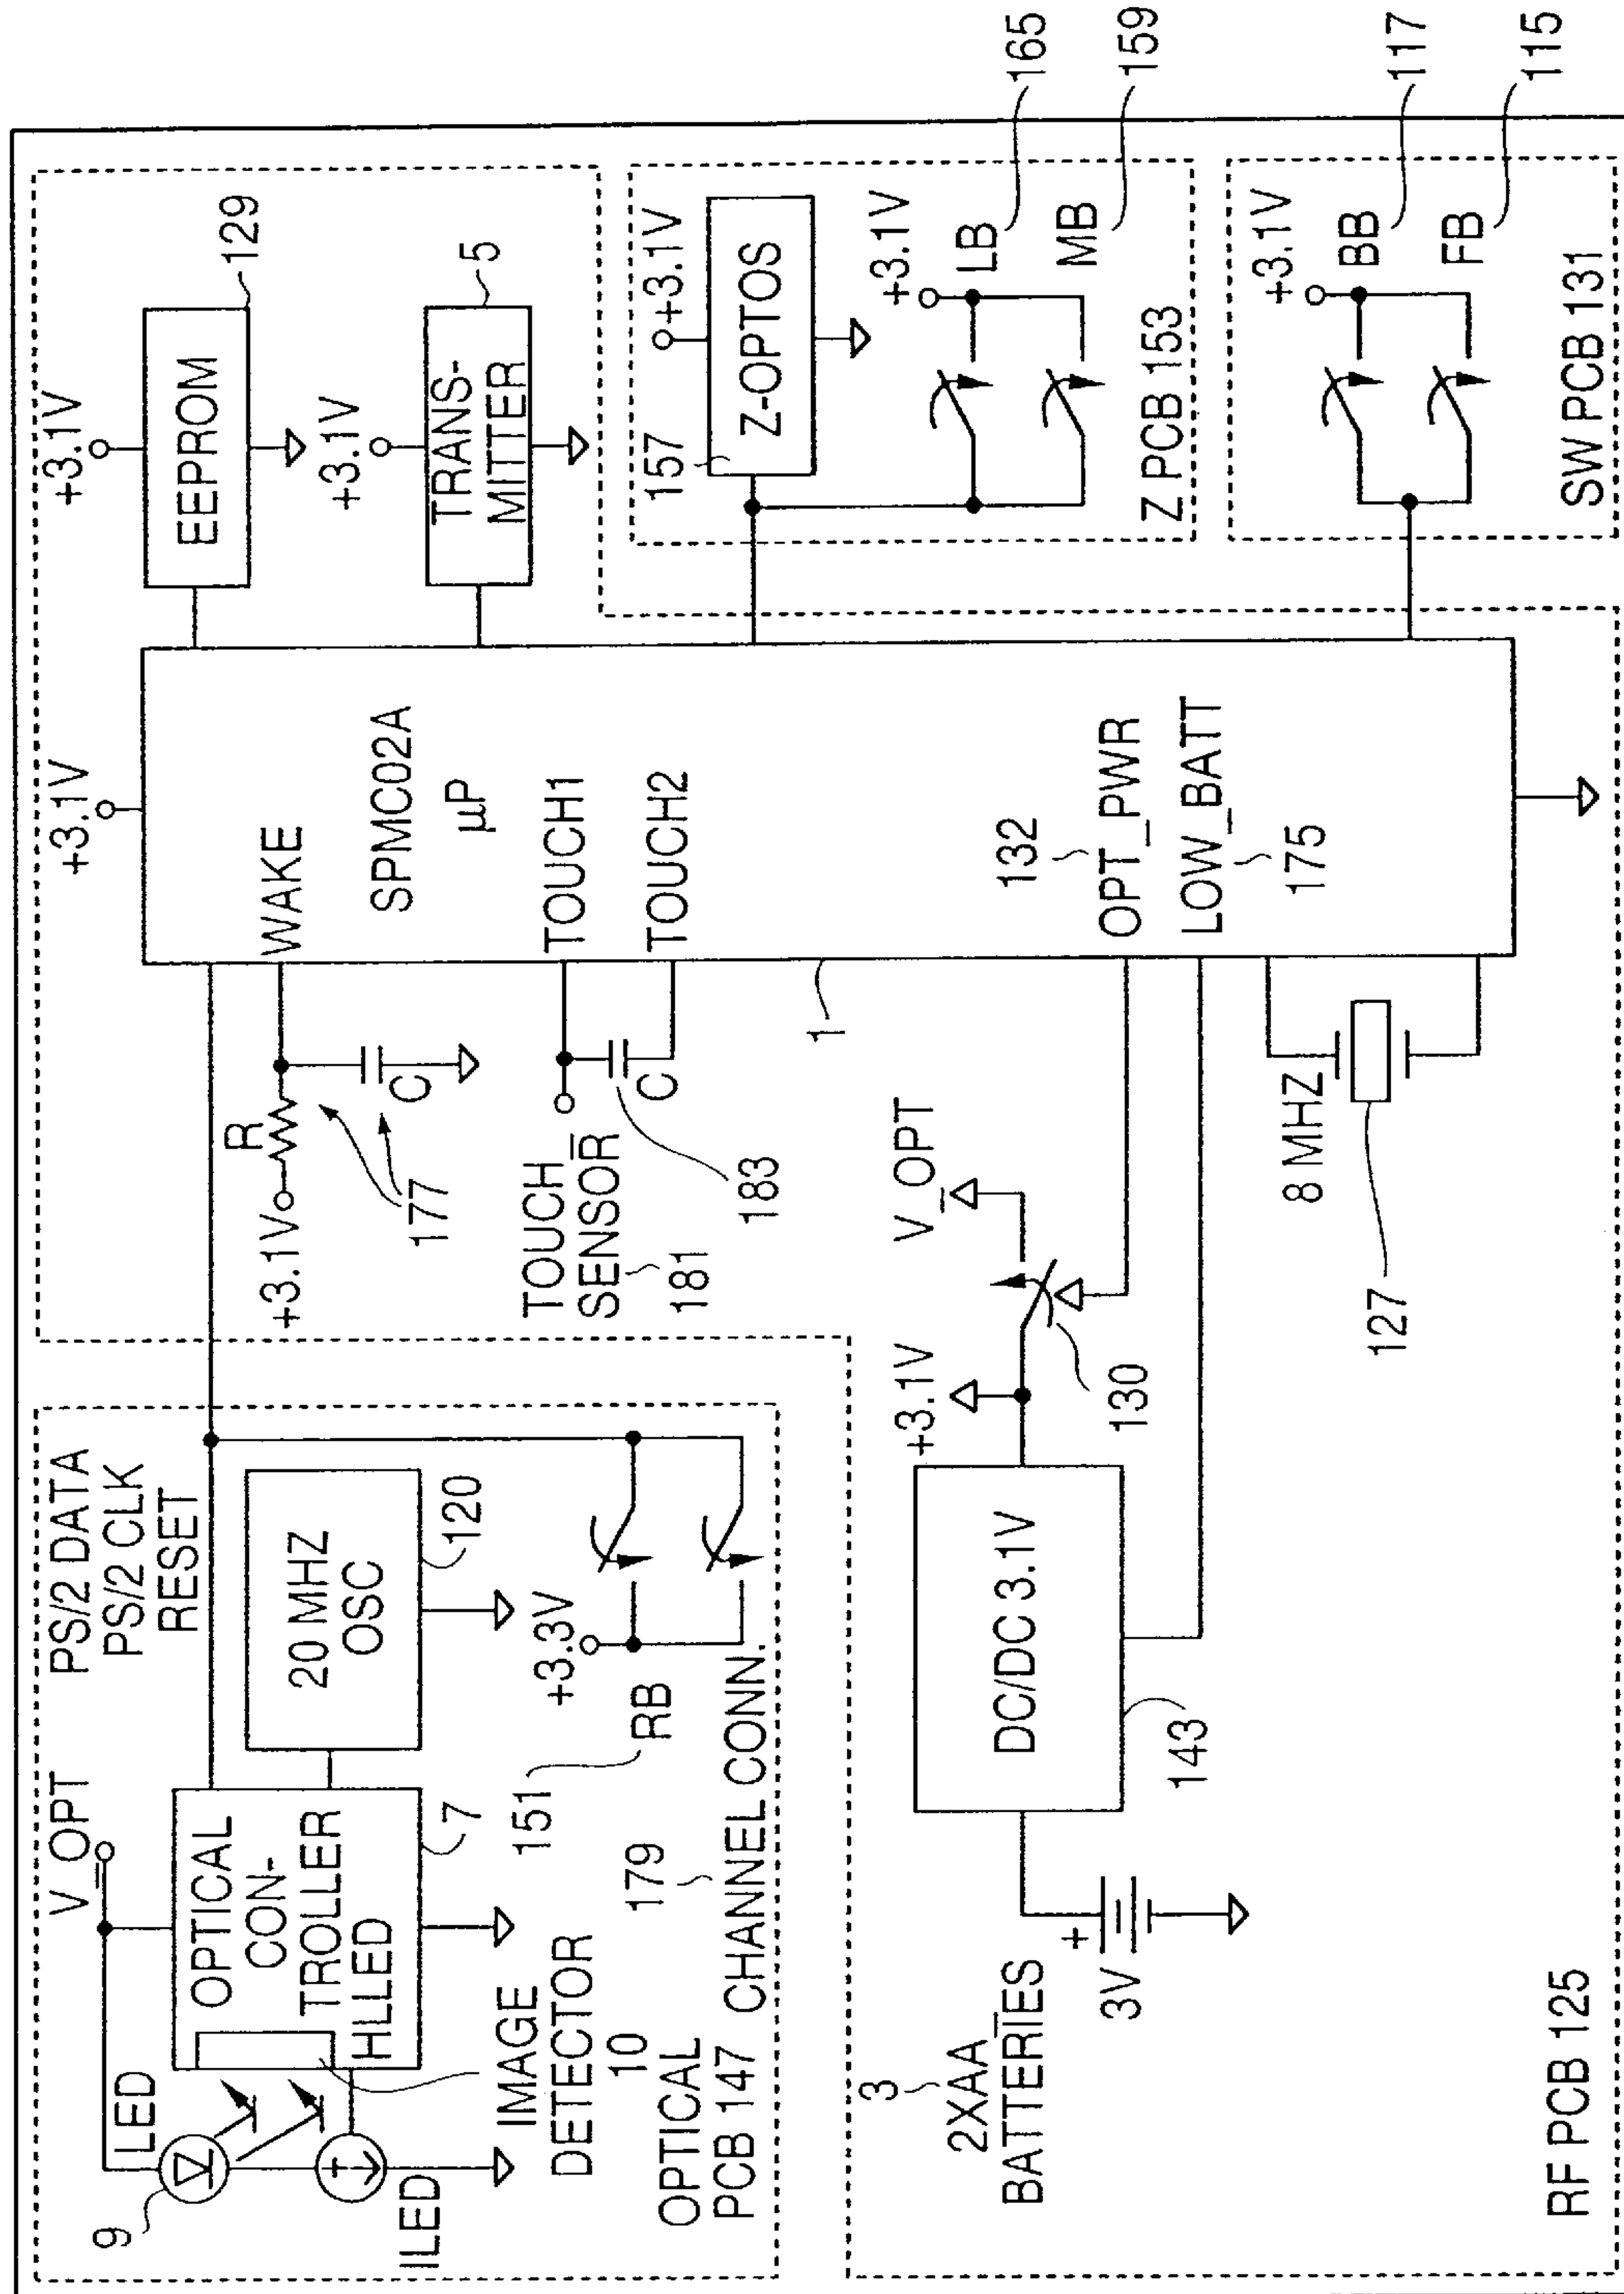 V_OPT
PS/2 DATA
PS/2 CLK
RESET
LED
9
OPTICAL
CON-
TROLLER
HLLED
7
20 MHZ
OSC
120
ILED
IMAGE
DETECTOR
10
OPTICAL
PCB 147
151
RB
+3.3V
179
CHANNEL CONN.
+3.1V
R
C
177
WAKE
+3.1V
SPMC02A
µP
TOUCH1
TOUCH2
TOUCH
SENSOR
181
C
183
1
132
OPT_PWR
LOW_BATT
175
8 MHZ
127
+3.1V
EEPROM
129
+3.1V
TRANS-
MITTER
5
157
+3.1V
Z-OPTOS
+3.1V
LB
165
MB
159
Z PCB 153
+3.1V
BB
117
FB
115
SW PCB 131
3
2XAA
BATTERIES
+
3V
DC/DC 3.1V
143
+3.1V
V_OPT
130
RF PCB 125